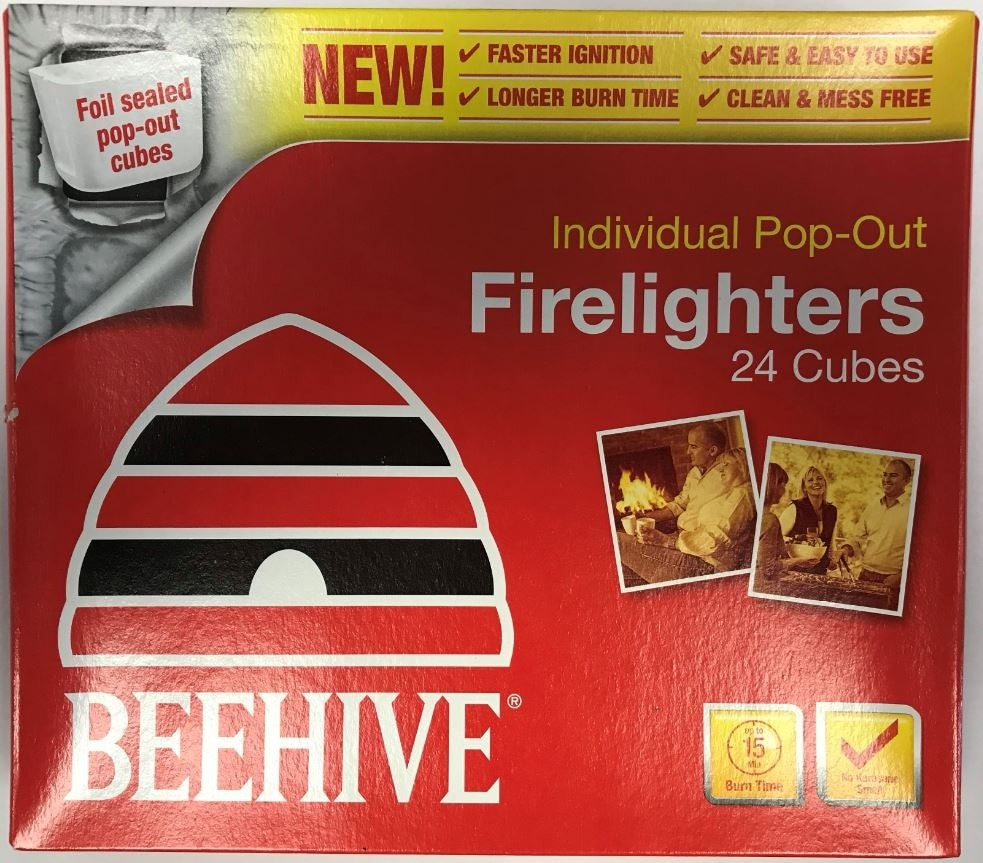 Foil sealed
pop-out
cubes
NEW!
✓ FASTER IGNITION
✓ LONGER BURN TIME
✓ SAFE & EASY TO USE
✓ CLEAN & MESS FREE
Individual Pop-Out
Firelighters
24 Cubes
BEEHIVE®
up to
15
Min
Burn Time
No Kerosene
Smell